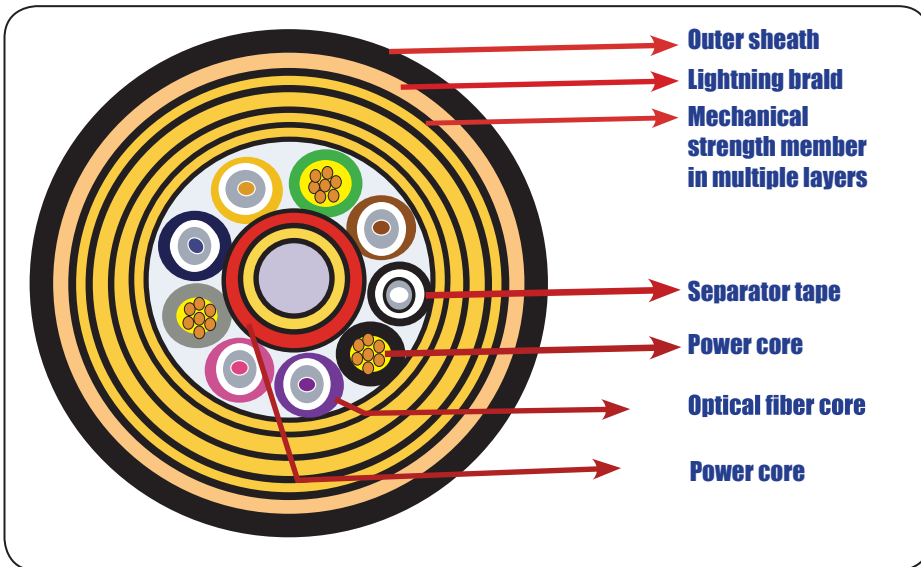 Outer sheath
Lightning brald
Mechanical
strength member
in multiple layers
Separator tape
Power core
Optical fiber core
Power core